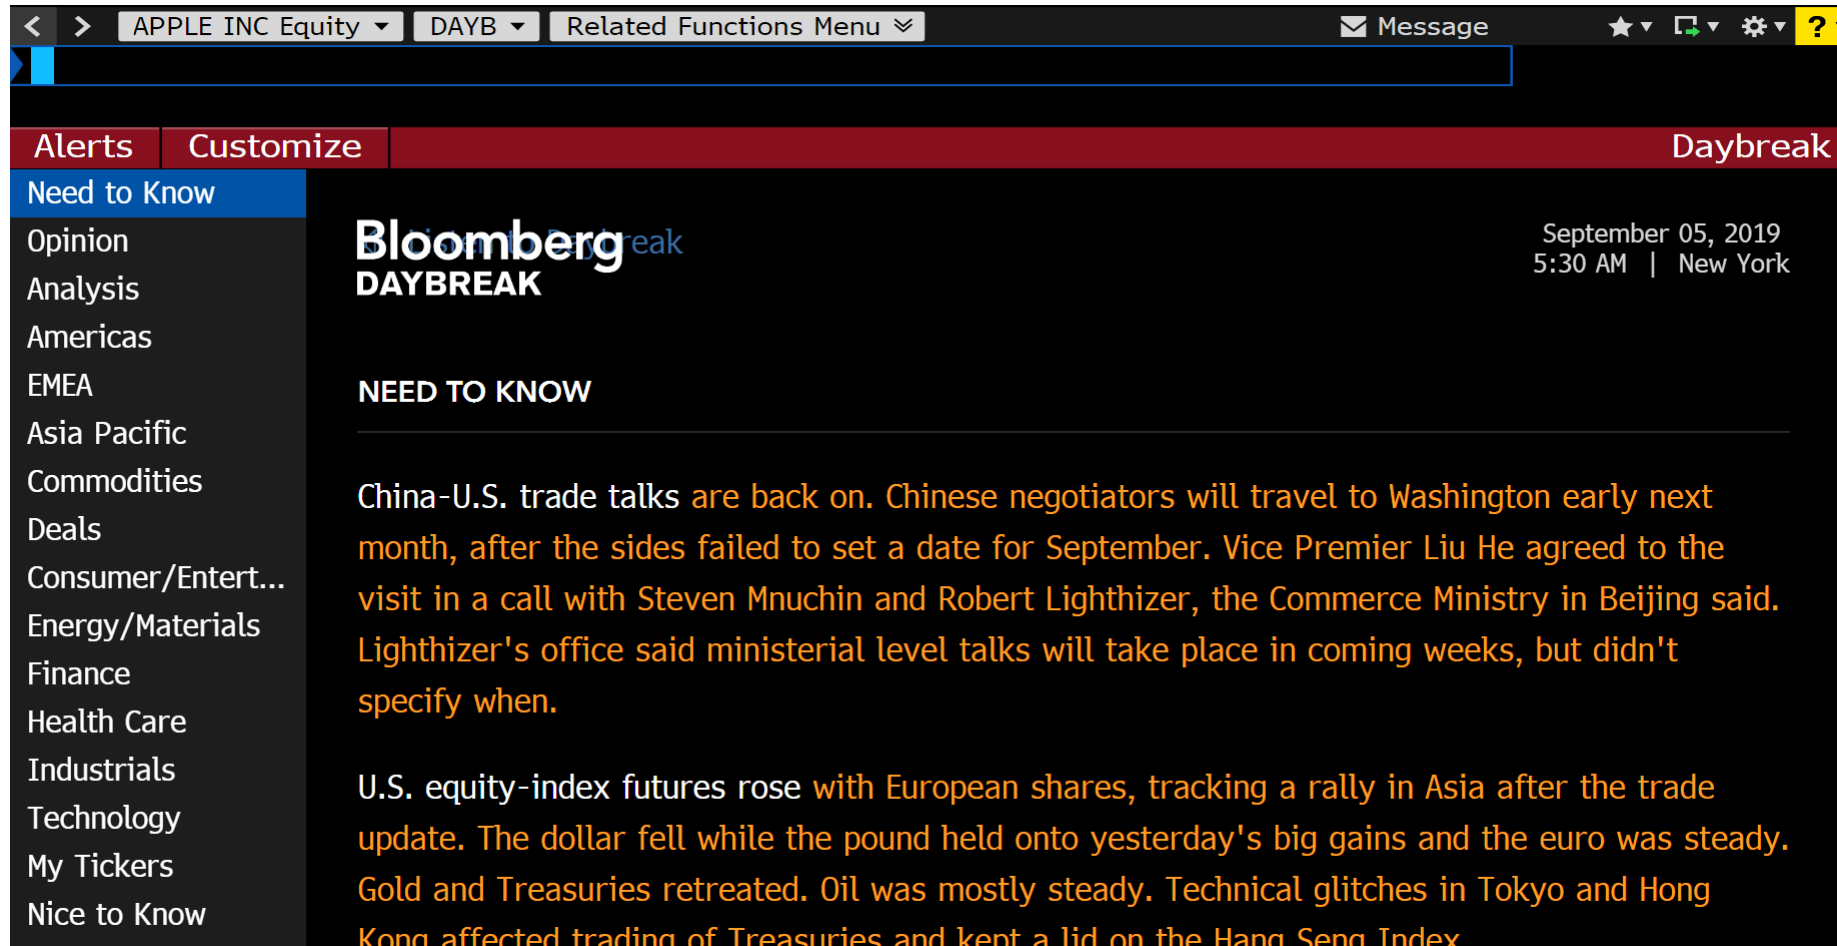 < > APPLE INC Equity DAYB Related Functions Menu Message ?
Alerts Customize Daybreak
Need to Know
Opinion
Analysis
Americas
EMEA
Asia Pacific
Commodities
Deals
Consumer/Entert...
Energy/Materials
Finance
Health Care
Industrials
Technology
My Tickers
Nice to Know
Bloomberg
DAYBREAK
Listen to Daybreak
September 05, 2019
5:30 AM | New York
NEED TO KNOW
China-U.S. trade talks are back on. Chinese negotiators will travel to Washington early next
month, after the sides failed to set a date for September. Vice Premier Liu He agreed to the
visit in a call with Steven Mnuchin and Robert Lighthizer, the Commerce Ministry in Beijing said.
Lighthizer's office said ministerial level talks will take place in coming weeks, but didn't
specify when.
U.S. equity-index futures rose with European shares, tracking a rally in Asia after the trade
update. The dollar fell while the pound held onto yesterday's big gains and the euro was steady.
Gold and Treasuries retreated. Oil was mostly steady. Technical glitches in Tokyo and Hong
Kong affected trading of Treasuries and kept a lid on the Hang Seng Index.